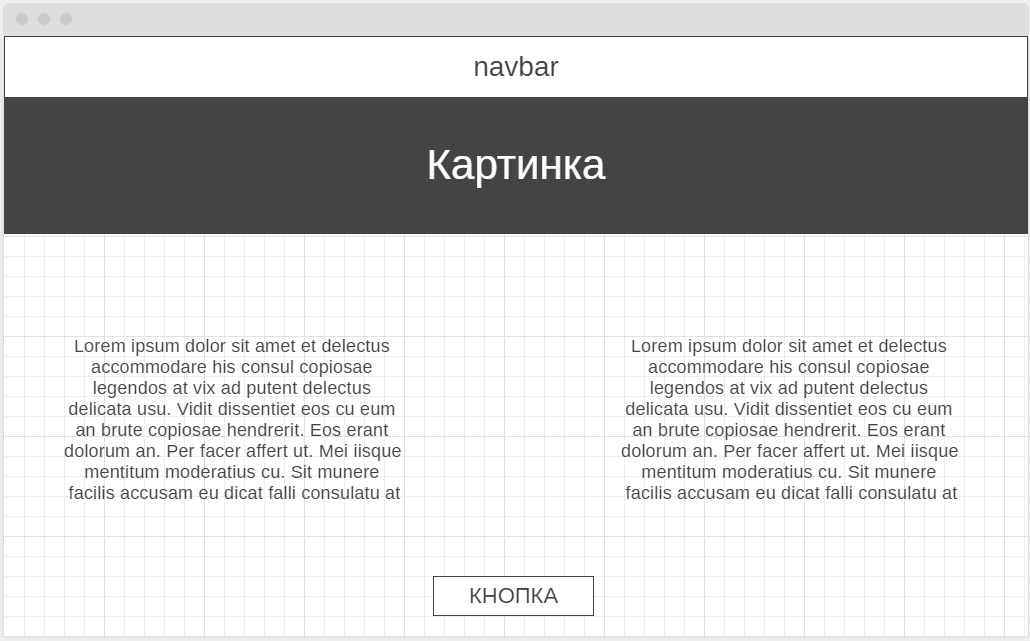 navbar
Картинка
Lorem ipsum dolor sit amet et delectus
accommodare his consul copiosae
legendos at vix ad putent delectus
delicata usu. Vidit dissentiet eos cu eum
an brute copiosae hendrerit. Eos erant
dolorum an. Per facer affert ut. Mei iisque
mentitum moderatius cu. Sit munere
facilis accusam eu dicat falli consulatu at
Lorem ipsum dolor sit amet et delectus
accommodare his consul copiosae
legendos at vix ad putent delectus
delicata usu. Vidit dissentiet eos cu eum
an brute copiosae hendrerit. Eos erant
dolorum an. Per facer affert ut. Mei iisque
mentitum moderatius cu. Sit munere
facilis accusam eu dicat falli consulatu at
КНОПКА